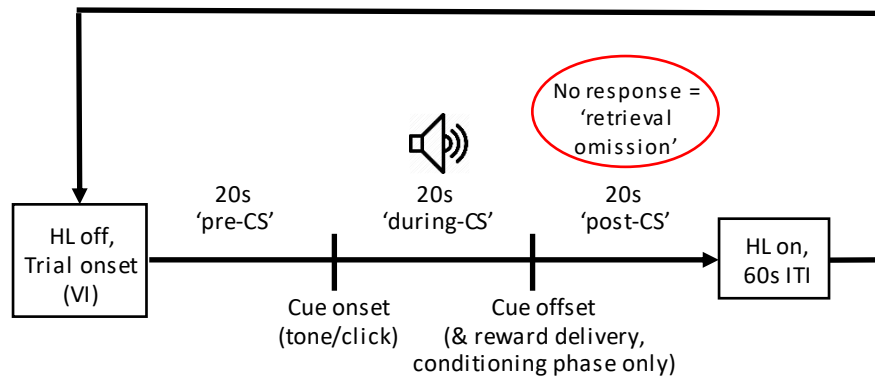 No response =
‘retrieval
omission’
20s
‘pre-CS’
20s
‘during-CS’
20s
‘post-CS’
HL off,
Trial onset
(VI)
HL on,
60s ITI
Cue onset
(tone/click)
Cue offset
(& reward delivery,
conditioning phase only)